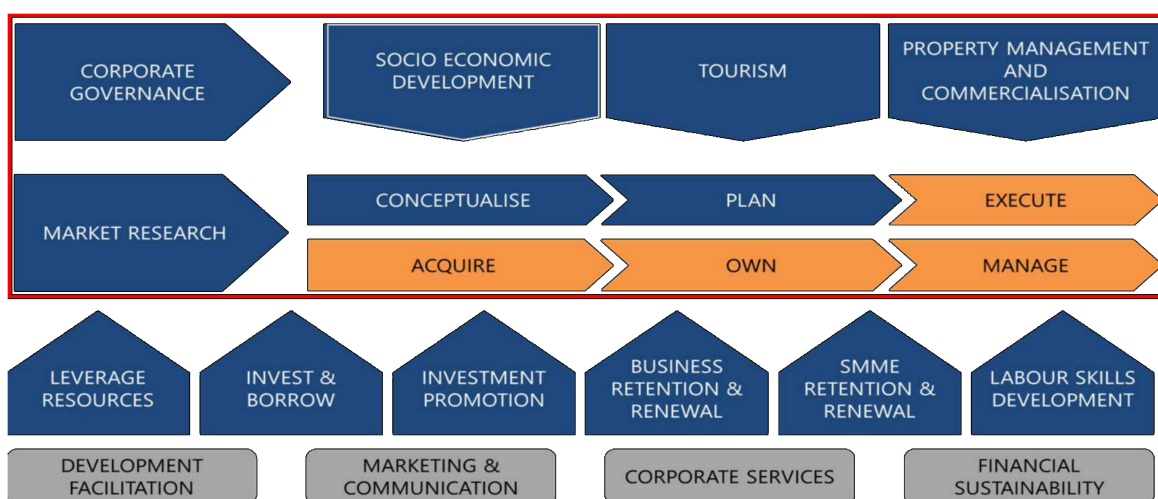 CORPORATE
GOVERNANCE
SOCIO ECONOMIC
DEVELOPMENT
TOURISM
PROPERTY MANAGEMENT
AND
COMMERCIALISATION
MARKET RESEARCH
CONCEPTUALISE
PLAN
EXECUTE
ACQUIRE
OWN
MANAGE
LEVERAGE
RESOURCES
INVEST &
BORROW
INVESTMENT
PROMOTION
BUSINESS
RETENTION &
RENEWAL
SMME
RETENTION &
RENEWAL
LABOUR SKILLS
DEVELOPMENT
DEVELOPMENT
FACILITATION
MARKETING &
COMMUNICATION
CORPORATE SERVICES
FINANCIAL
SUSTAINABILITY